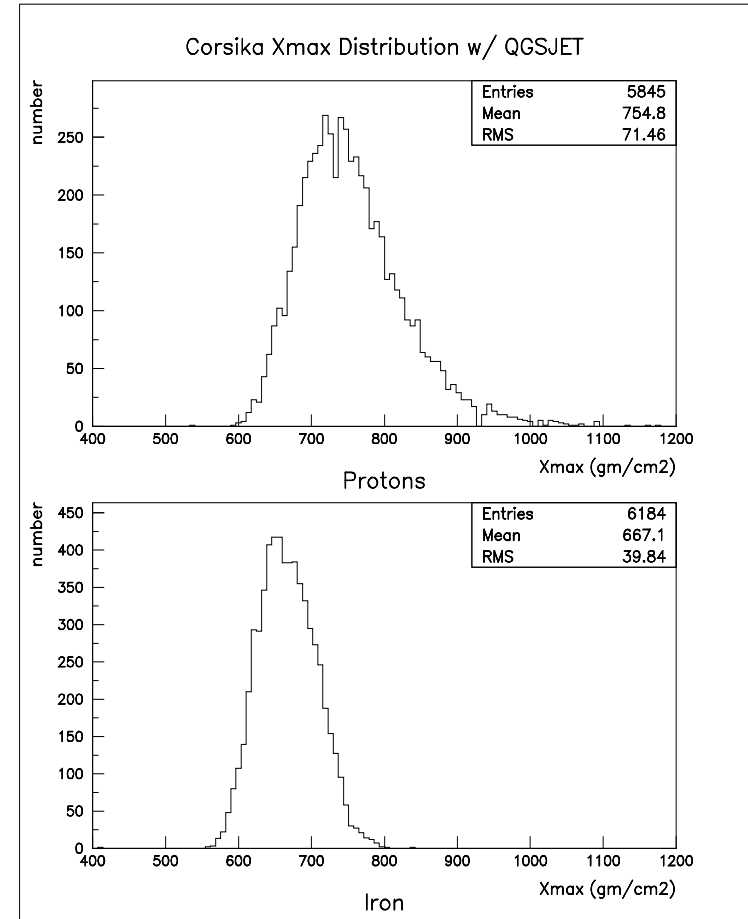 Corsika Xmax Distribution w/ QGSJET
number
Entries 5845
Mean 754.8
RMS 71.46
250
200
150
100
50
0
400 500 600 700 800 900 1000 1100 1200
Xmax (gm/cm2)
Protons
number
Entries 6184
Mean 667.1
RMS 39.84
450
400
350
300
250
200
150
100
50
0
400 500 600 700 800 900 1000 1100 1200
Xmax (gm/cm2)
Iron